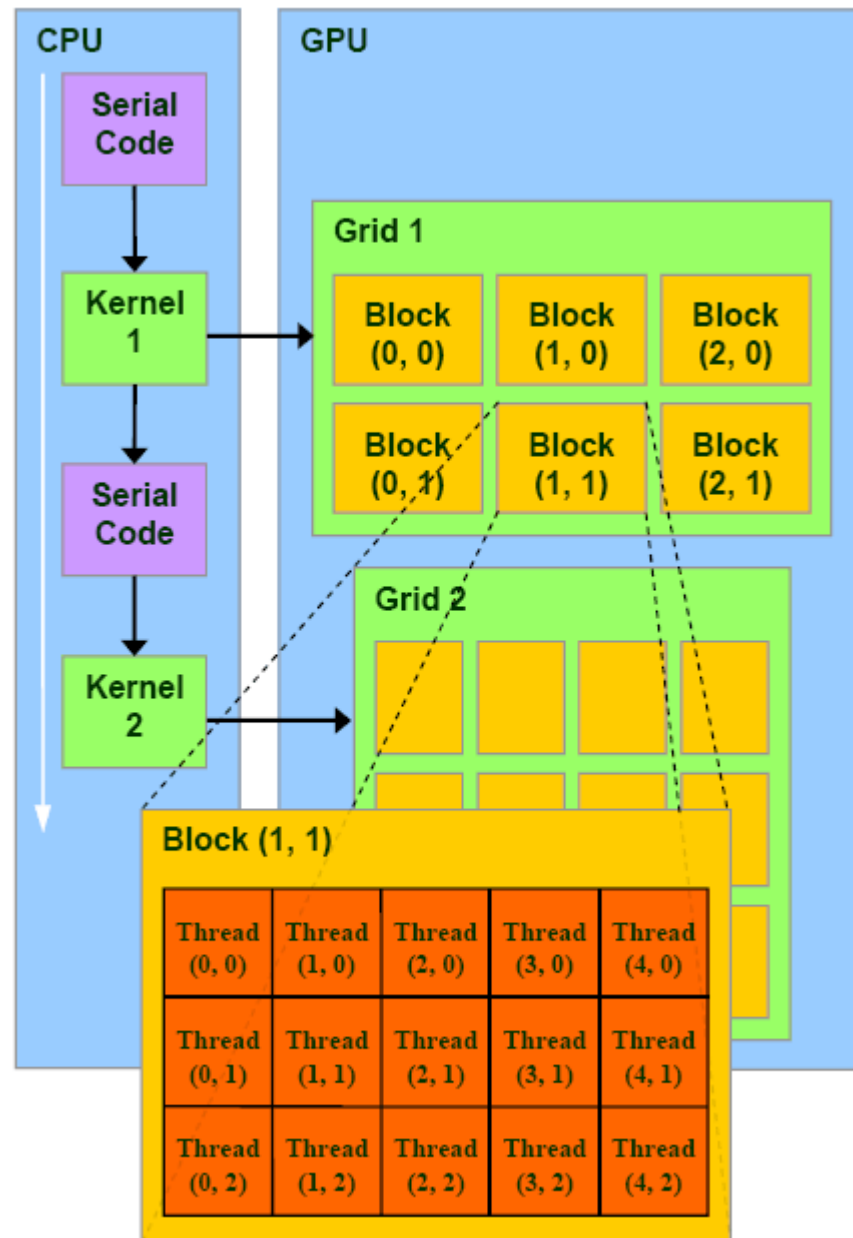 CPU
GPU
Serial
Code
Grid 1
Kernel
1
Block
(0, 0)
Block
(1, 0)
Block
(2, 0)
Block
(0, 1)
Block
(1, 1)
Block
(2, 1)
Serial
Code
Grid 2
Kernel
2
Block (1, 1)
Thread
(0, 0)
Thread
(1, 0)
Thread
(2, 0)
Thread
(3, 0)
Thread
(4, 0)
Thread
(0, 1)
Thread
(1, 1)
Thread
(2, 1)
Thread
(3, 1)
Thread
(4, 1)
Thread
(0, 2)
Thread
(1, 2)
Thread
(2, 2)
Thread
(3, 2)
Thread
(4, 2)